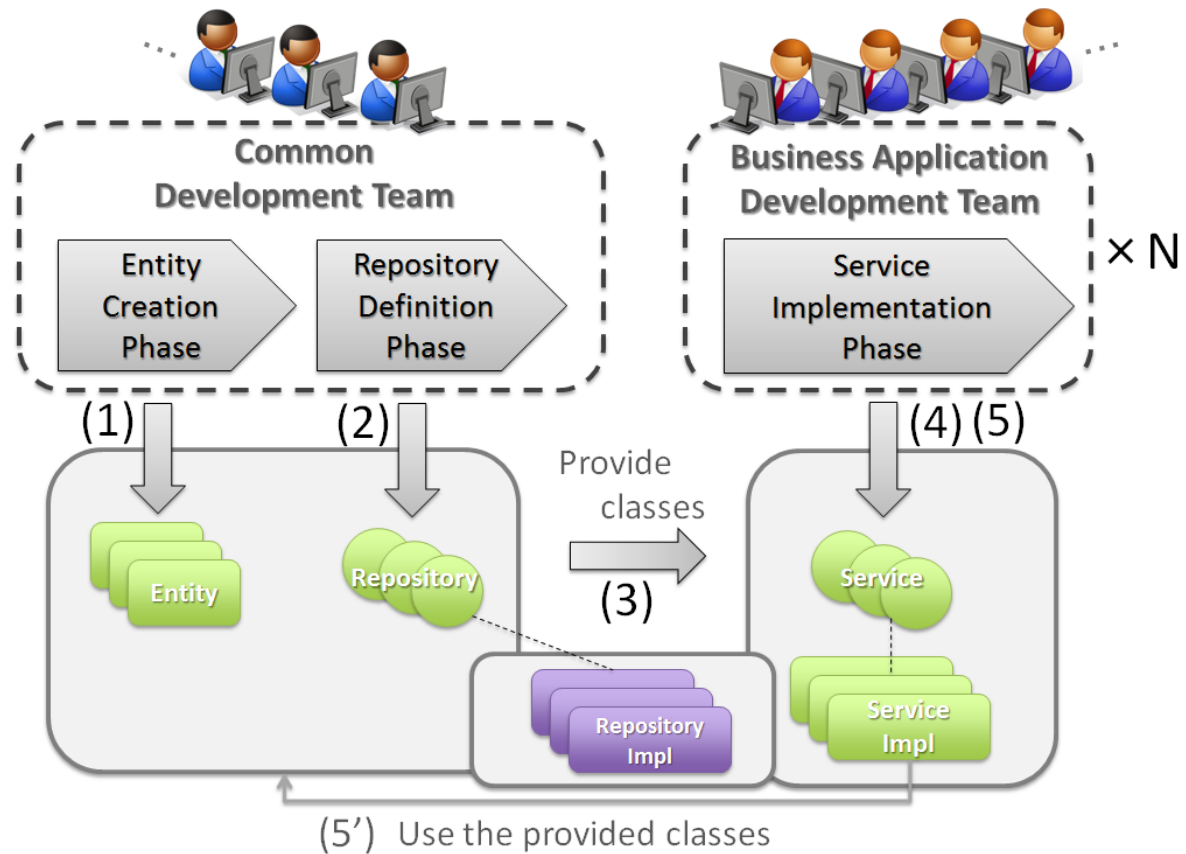 Common
Development Team
Business Application
Development Team
Entity
Creation
Phase
Repository
Definition
Phase
Service
Implementation
Phase
× N
(1)
(2)
(4) (5)
Provide
classes
(3)
Entity
Repository
Service
Repository
Impl
Service
Impl
(5’) Use the provided classes